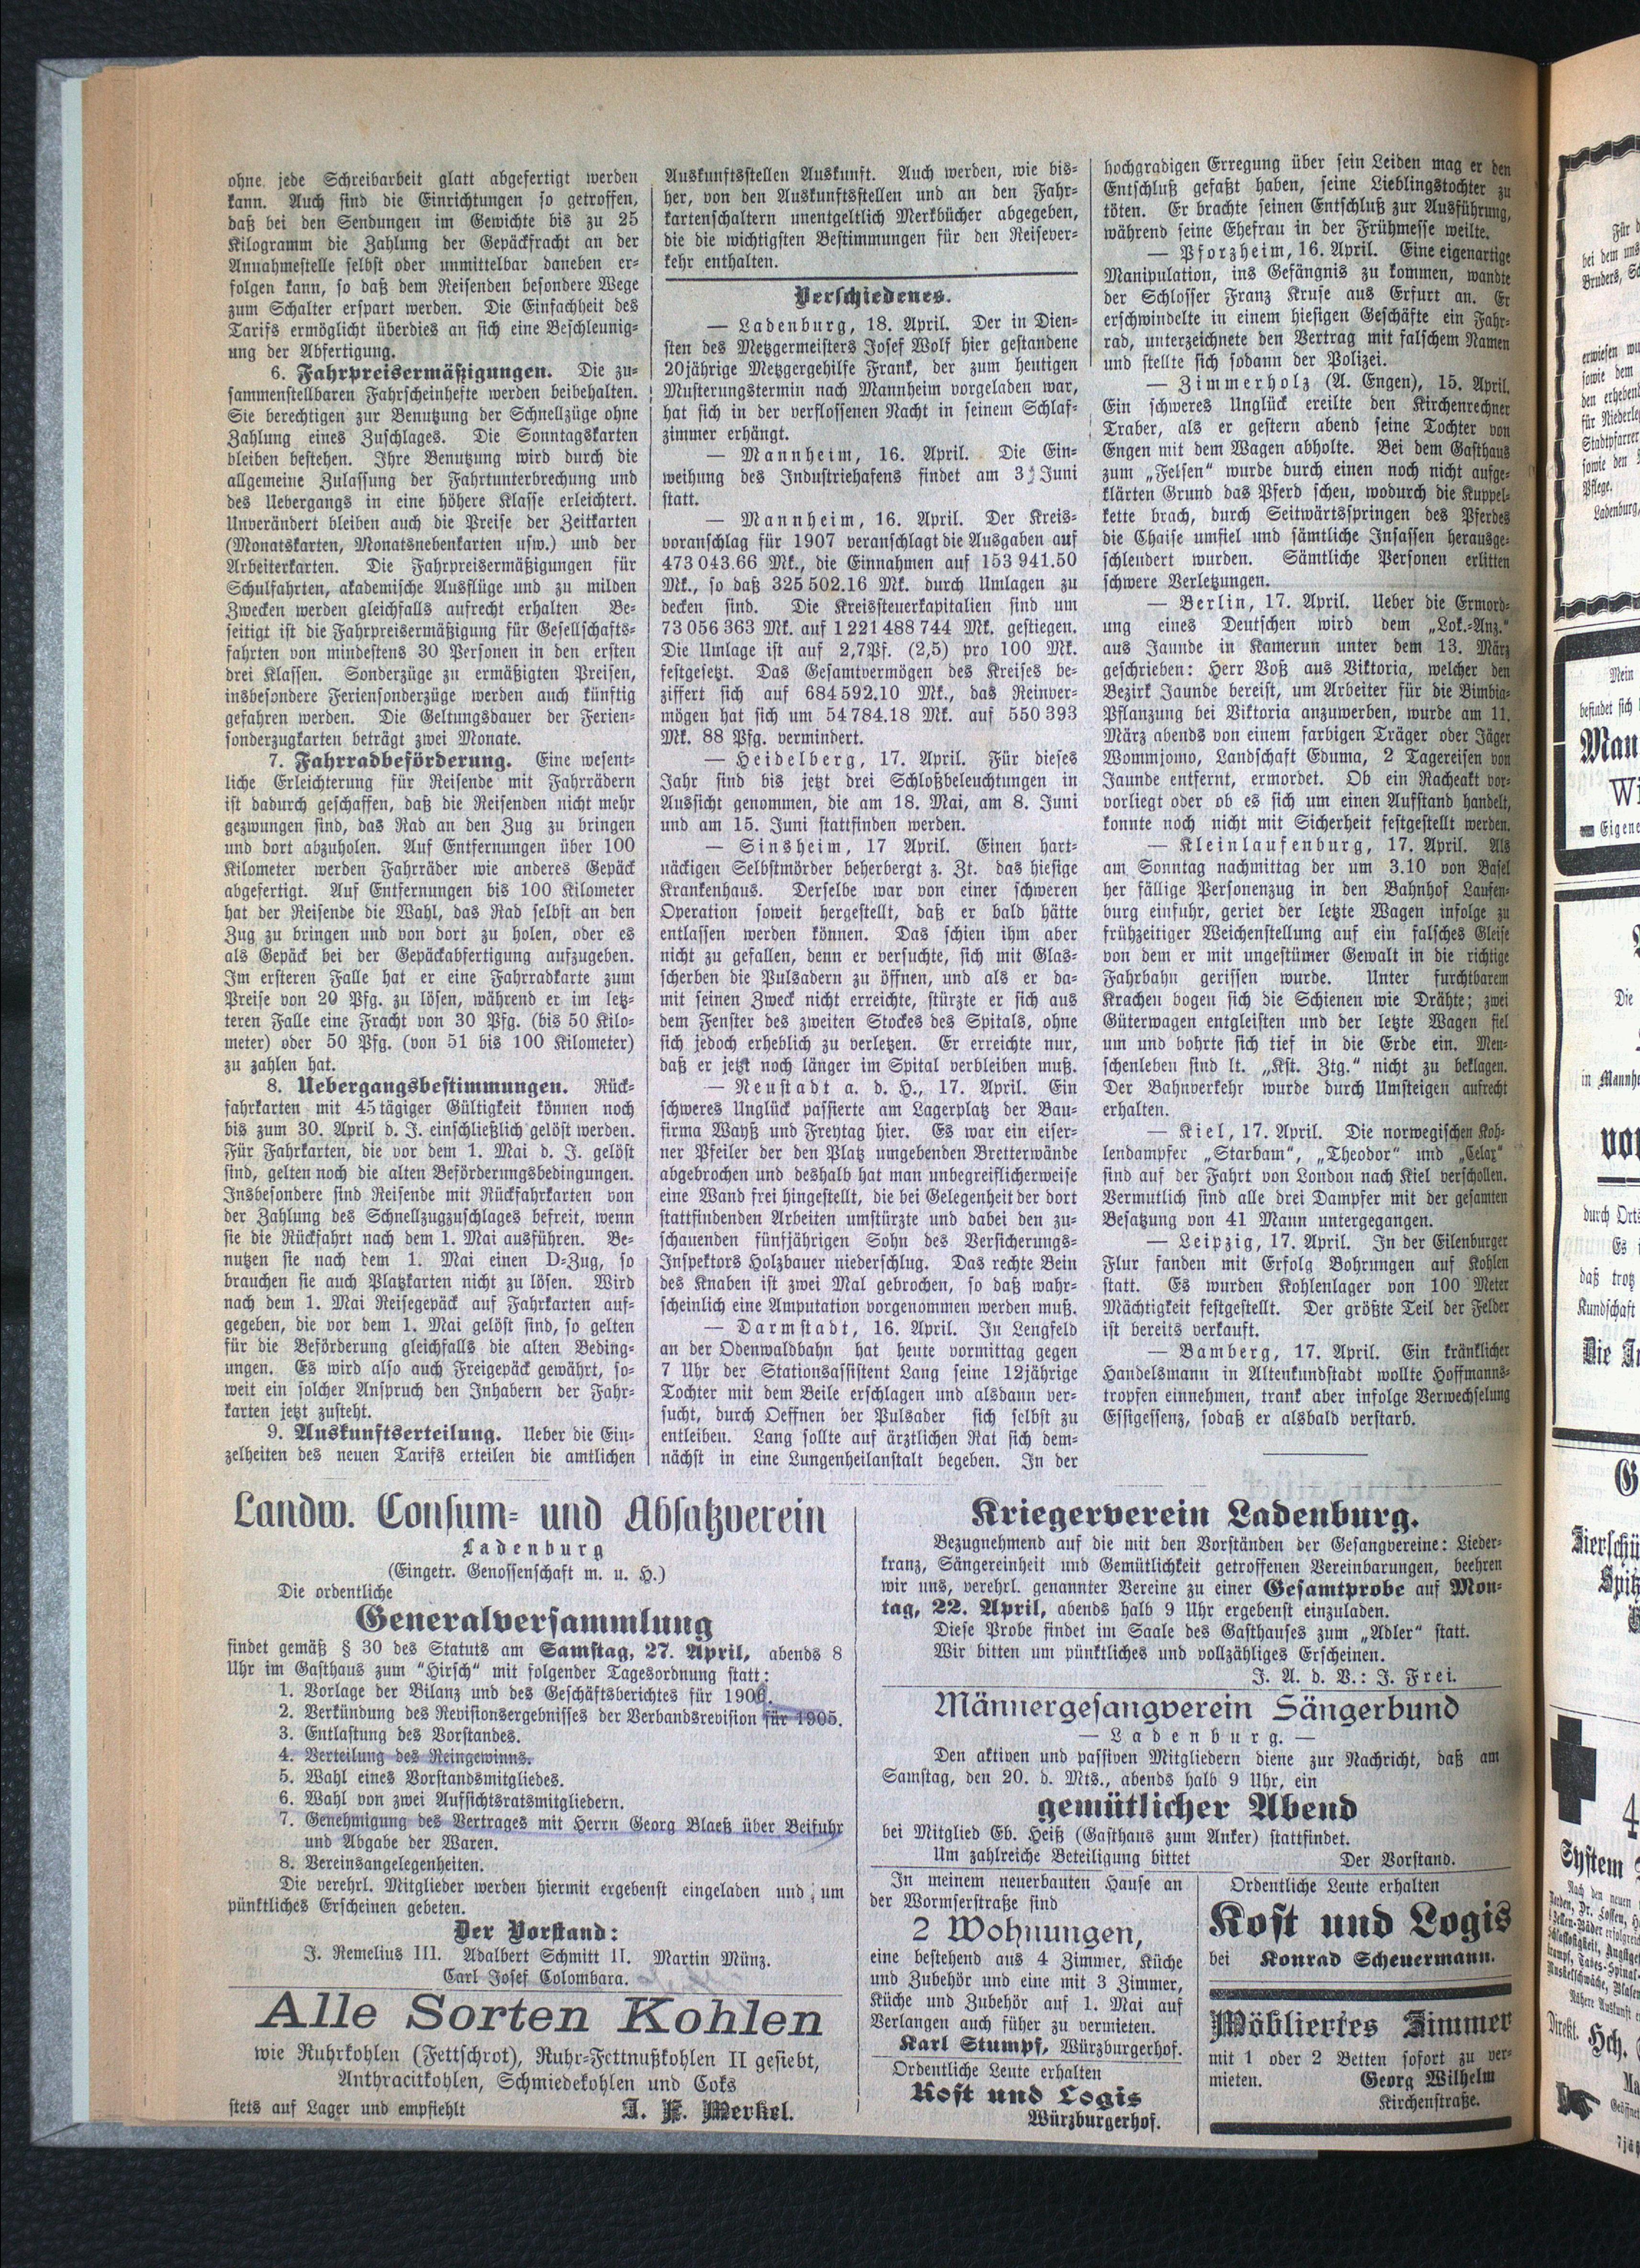 ohne jede Schreibarbeit glatt abgefertigt werden
kann. Auch sind die Einrichtungen so getroffen,
daß bei den Sendungen im Gewichte bis zu 25
Kilogramm die Zahlung der Gepäckfracht an der
Annahmestelle selbst oder unmittelbar daneben er-
folgen kann, so daß dem Reisenden besondere Wege
zum Schalter erspart werden. Die Einfachheit des
Tarifs ermöglicht überdies an sich eine Beschleunig-
ung der Abfertigung.
6. Fahrpreisermäßigungen. Die zu-
sammenstellbaren Fahrscheinhefte werden beibehalten.
Sie berechtigen zur Benutzung der Schnellzüge ohne
Zahlung eines Zuschlages. Die Sonntagskarten
bleiben bestehen. Ihre Benutzung wird durch die
allgemeine Zulassung der Fahrtunterbrechung und
des Uebergangs in eine höhere Klasse erleichtert.
Unverändert bleiben auch die Preise der Zeitkarten
(Monatskarten, Monatsnebenkarten usw.) und der
Arbeiterkarten. Die Fahrpreisermäßigungen für
Schulfahrten, akademische Ausflüge und zu milden
Zwecken werden gleichfalls aufrecht erhalten Be-
seitigt ist die Fahrpreisermäßigung für Gesellschafts-
fahrten von mindestens 30 Personen in den ersten
drei Klassen. Sonderzüge zu ermäßigten Preisen,
insbesondere Feriensonderzüge werden auch künftig
gefahren werden. Die Geltungsdauer der Ferien-
sonderzugkarten beträgt zwei Monate.
7. Fahrradbeförderung. Eine wesent-
liche Erleichterung für Reisende mit Fahrrädern
ist dadurch geschaffen, daß die Reisenden nicht mehr
gezwungen sind, das Rad an den Zug zu bringen
und dort abzuholen. Auf Entfernungen über 100
Kilometer werden Fahrräder wie anderes Gepäck
abgefertigt. Auf Entfernungen bis 100 Kilometer
hat der Reisende die Wahl, das Rad selbst an den
Zug zu bringen und von dort zu holen, oder es
als Gepäck bei der Gepäckabfertigung aufzugeben.
Im ersteren Falle hat er eine Fahrradkarte zum
Preise von 20 Pfg. zu lösen, während er im letz-
teren Falle eine Fracht von 30 Pfg. (bis 50 Kilo-
meter) oder 50 Pfg. (von 51 bis 100 Kilometer)
zu zahlen hat.
8. Uebergangsbestimmungen. Rück-
fahrkarten mit 45tägiger Gültigkeit können noch
bis zum 30. April d. J. einschließlich gelöst werden.
Für Fahrkarten, die vor dem 1. Mai d. J. gelöst
sind, gelten noch die alten Beförderungsbedingungen.
Insbesondere sind Reisende mit Rückfahrkarten von
der Zahlung des Schnellzugzuschlages befreit, wenn
sie die Rückfahrt nach dem 1. Mai ausführen. Be-
nutzen sie nach dem 1. Mai einen D-Zug, so
brauchen sie auch Platzkarten nicht zu lösen. Wird
nach dem 1. Mai Reisegepäck auf Fahrkarten auf-
gegeben, die vor dem 1. Mai gelöst sind, so gelten
für die Beförderung gleichfalls die alten Beding-
ungen. Es wird also auch Freigepäck gewährt, so-
weit ein solcher Anspruch den Inhabern der Fahr-
karten jetzt zusteht.
9. Auskunftserteilung. Ueber die Ein-
zelheiten des neuen Tarifs erteilen die amtlichen
Auskunftsstellen Auskunft. Auch werden, wie bis-
her, von den Auskunftsstellen und an den Fahr-
kartenschaltern unentgeltlich Merkbücher abgegeben,
die die wichtigsten Bestimmungen für den Reisever-
kehr enthalten.
Verschiedenes.
— Ladenburg, 18. April. Der in Dien-
sten des Metzgermeisters Josef Wolf hier gestandene
20jährige Metzgergehilfe Frank, der zum heutigen
Musterungstermin nach Mannheim vorgeladen war,
hat sich in der verflossenen Nacht in seinem Schlaf-
zimmer erhängt.
— Mannheim, 16. April. Die Ein-
weihung des Industriehafens findet am 3. Juni
statt.
— Mannheim, 16. April. Der Kreis-
voranschlag für 1907 veranschlagt die Ausgaben auf
473 043.66 Mk., die Einnahmen auf 153 941.50
Mk., so daß 325 502.16 Mk. durch Umlagen zu
decken sind. Die Kreissteuerkapitalien sind um
73 056 363 Mk. auf 1 221 488 744 Mk. gestiegen.
Die Umlage ist auf 2,7Pf. (2,5) pro 100 Mk.
festgesetzt. Das Gesamtvermögen des Kreises be-
ziffert sich auf 684 592.10 Mk., das Reinver-
mögen hat sich um 54 784.18 Mk. auf 550 393
Mk. 88 Pfg. vermindert.
— Heidelberg, 17. April. Für dieses
Jahr sind bis jetzt drei Schloßbeleuchtungen in
Aussicht genommen, die am 18. Mai, am 8. Juni
und am 15. Juni stattfinden werden.
— Sinsheim, 17 April. Einen hart-
näckigen Selbstmörder beherbergt z. Zt. das hiesige
Krankenhaus. Derselbe war von einer schweren
Operation soweit hergestellt, daß er bald hätte
entlassen werden können. Das schien ihm aber
nicht zu gefallen, denn er versuchte, sich mit Glas-
scherben die Pulsadern zu öffnen, und als er da-
mit seinen Zweck nicht erreichte, stürzte er sich aus
dem Fenster des zweiten Stockes des Spitals, ohne
sich jedoch erheblich zu verletzen. Er erreichte nur,
daß er jetzt noch länger im Spital verbleiben muß.
— Neustadt a. d. H., 17. April. Ein
schweres Unglück passierte am Lagerplatz der Bau-
firma Wayß und Freytag hier. Es war ein eiser-
ner Pfeiler der den Platz umgebenden Bretterwände
abgebrochen und deshalb hat man unbegreiflicherweise
eine Wand frei hingestellt, die bei Gelegenheit der dort
stattfindenden Arbeiten umstürzte und dabei den zu-
schauenden fünfjährigen Sohn des Versicherungs-
Inspektors Holzbauer niederschlug. Das rechte Bein
des Knaben ist zwei Mal gebrochen, so daß wahr-
scheinlich eine Amputation vorgenommen werden muß.
— Darmstadt, 16. April. In Lengfeld
an der Odenwaldbahn hat heute vormittag gegen
7 Uhr der Stationsassistent Lang seine 12jährige
Tochter mit dem Beile erschlagen und alsdann ver-
sucht, durch Oeffnen der Pulsader sich selbst zu
entleiben. Lang sollte auf ärztlichen Rat sich dem-
nächst in eine Lungenheilanstalt begeben. In der
hochgradigen Erregung über sein Leiden mag er den
Entschluß gefaßt haben, seine Lieblingstochter zu
töten. Er brachte seinen Entschluß zur Ausführung,
während seine Ehefrau in der Frühmesse weilte.
— Pforzheim, 16. April. Eine eigenartige
Manipulation, ins Gefängnis zu kommen, wandte
der Schlosser Franz Kruse aus Erfurt an. Er
erschwindelte in einem hiesigen Geschäfte ein Fahr-
rad, unterzeichnete den Vertrag mit falschem Namen
und stellte sich sodann der Polizei.
— Zimmerholz (A. Engen), 15. April.
Ein schweres Unglück ereilte den Kirchenrechner
Traber, als er gestern abend seine Tochter von
Engen mit dem Wagen abholte. Bei dem Gasthaus
zum „Felsen“ wurde durch einen noch nicht aufge-
klärten Grund das Pferd scheu, wodurch die Kuppel-
kette brach, durch Seitwärtsspringen des Pferdes
die Chaise umfiel und sämtliche Insassen herausge-
schleudert wurden. Sämtliche Personen erlitten
schwere Verletzungen.
— Berlin, 17. April. Ueber die Ermord-
ung eines Deutschen wird dem „Lok.-Anz.“
aus Jaunde in Kamerun unter dem 13. März
geschrieben: Herr Voß aus Viktoria, welcher den
Bezirk Jaunde bereist, um Arbeiter für die Bimbia-
Pflanzung bei Viktoria anzuwerben, wurde am 11.
März abends von einem farbigen Träger oder Jäger
Wommjomo, Landschaft Eduma, 2 Tagereisen von
Jaunde entfernt, ermordet. Ob ein Racheakt vor-
vorliegt oder ob es sich um einen Aufstand handelt,
konnte noch nicht mit Sicherheit festgestellt werden.
— Kleinlaufenburg, 17. April. Als
am Sonntag nachmittag der um 3.10 von Basel
her fällige Personenzug in den Bahnhof Laufen-
burg einfuhr, geriet der letzte Wagen infolge zu
frühzeitiger Weichenstellung auf ein falsches Gleise
von dem er mit ungestümer Gewalt in die richtige
Fahrbahn gerissen wurde. Unter furchtbarem
Krachen bogen sich die Schienen wie Drähte; zwei
Güterwagen entgleisten und der letzte Wagen fiel
um und bohrte sich tief in die Erde ein. Men-
schenleben sind lt. „Kst. Ztg.“ nicht zu beklagen.
Der Bahnverkehr wurde durch Umsteigen aufrecht
erhalten.
— Kiel, 17. April. Die norwegischen Koh-
lendampfer „Starbam“, „Theodor“ und „Celax“
sind auf der Fahrt von London nach Kiel verschollen.
Vermutlich sind alle drei Dampfer mit der gesamten
Besatzung von 41 Mann untergegangen.
— Leipzig, 17. April. In der Eilenburger
Flur fanden mit Erfolg Bohrungen auf Kohlen
statt. Es wurden Kohlenlager von 100 Meter
Mächtigkeit festgestellt. Der größte Teil der Felder
ist bereits verkauft.
— Bamberg, 17. April. Ein kränklicher
Handelsmann in Altenkundstadt wollte Hoffmanns-
tropfen einnehmen, trank aber infolge Verwechselung
Essigessenz, sodaß er alsbald verstarb.
Landw. Consum- und Absatzverein
Ladenburg
(Eingetr. Genossenschaft m. u. H.)
Die ordentliche
Generalversammlung
findet gemäß § 30 des Statuts am Samstag, 27. April, abends 8
Uhr im Gasthaus zum “Hirsch“ mit folgender Tagesordnung statt:
1. Vorlage der Bilanz und des Geschäftsberichtes für 1906.
2. Verkündung des Revisionsergebnisses der Verbandsrevision für 1905.
3. Entlastung des Vorstandes.
4. Verteilung des Reingewinns.
5. Wahl eines Vorstandsmitgliedes.
6. Wahl von zwei Aufsichtsratsmitgliedern.
7. Genehmigung des Vertrages mit Herrn Georg Blaeß über Beifuhr
und Abgabe der Waren.
8. Vereinsangelegenheiten.
Die verehrl. Mitglieder werden hiermit ergebenst eingeladen und um
pünktliches Erscheinen gebeten.
Der Vorstand:
J. Remelius III. Adalbert Schmitt II. Martin Münz.
Carl Josef Colombara.
Alle Sorten Kohlen
wie Ruhrkohlen (Fettschrot), Ruhr-Fettnußkohlen II gesiebt,
Anthracitkohlen, Schmiedekohlen und Coks
stets auf Lager und empfiehlt
J. F. Merkel.
Kriegerverein Ladenburg.
Bezugnehmend auf die mit den Vorständen der Gesangvereine: Lieder-
kranz, Sängereinheit und Gemütlichkeit getroffenen Vereinbarungen, beehren
wir uns, verehrl. genannter Vereine zu einer Gesamtprobe auf Mon-
tag, 22. April, abends halb 9 Uhr ergebenst einzuladen.
Diese Probe findet im Saale des Gasthauses zum „Adler“ statt.
Wir bitten um pünktliches und vollzähliges Erscheinen.
J. A. d. V.: J. Frei.
Männergesangverein Sängerbund
— Ladenburg. —
Den aktiven und passiven Mitgliedern diene zur Nachricht, daß am
Samstag, den 20. d. Mts., abends halb 9 Uhr, ein
gemütlicher Abend
bei Mitglied Eb. Heiß (Gasthaus zum Anker) stattfindet.
Um zahlreiche Beteiligung bittet Der Vorstand.
In meinem neuerbauten Hause an
der Wormserstraße sind
2 Wohnungen,
eine bestehend aus 4 Zimmer, Küche
und Zubehör und eine mit 3 Zimmer,
Küche und Zubehör auf 1. Mai auf
Verlangen auch füher zu vermieten.
Karl Stumpf, Würzburgerhof.
Ordentliche Leute erhalten
Kost und Logis
Würzburgerhof.
Ordentliche Leute erhalten
Kost und Logis
bei Konrad Scheuermann.
Möbliertes Zimmer
mit 1 oder 2 Betten sofort zu ver-
mieten. Georg Wilhelm
Kirchenstraße.